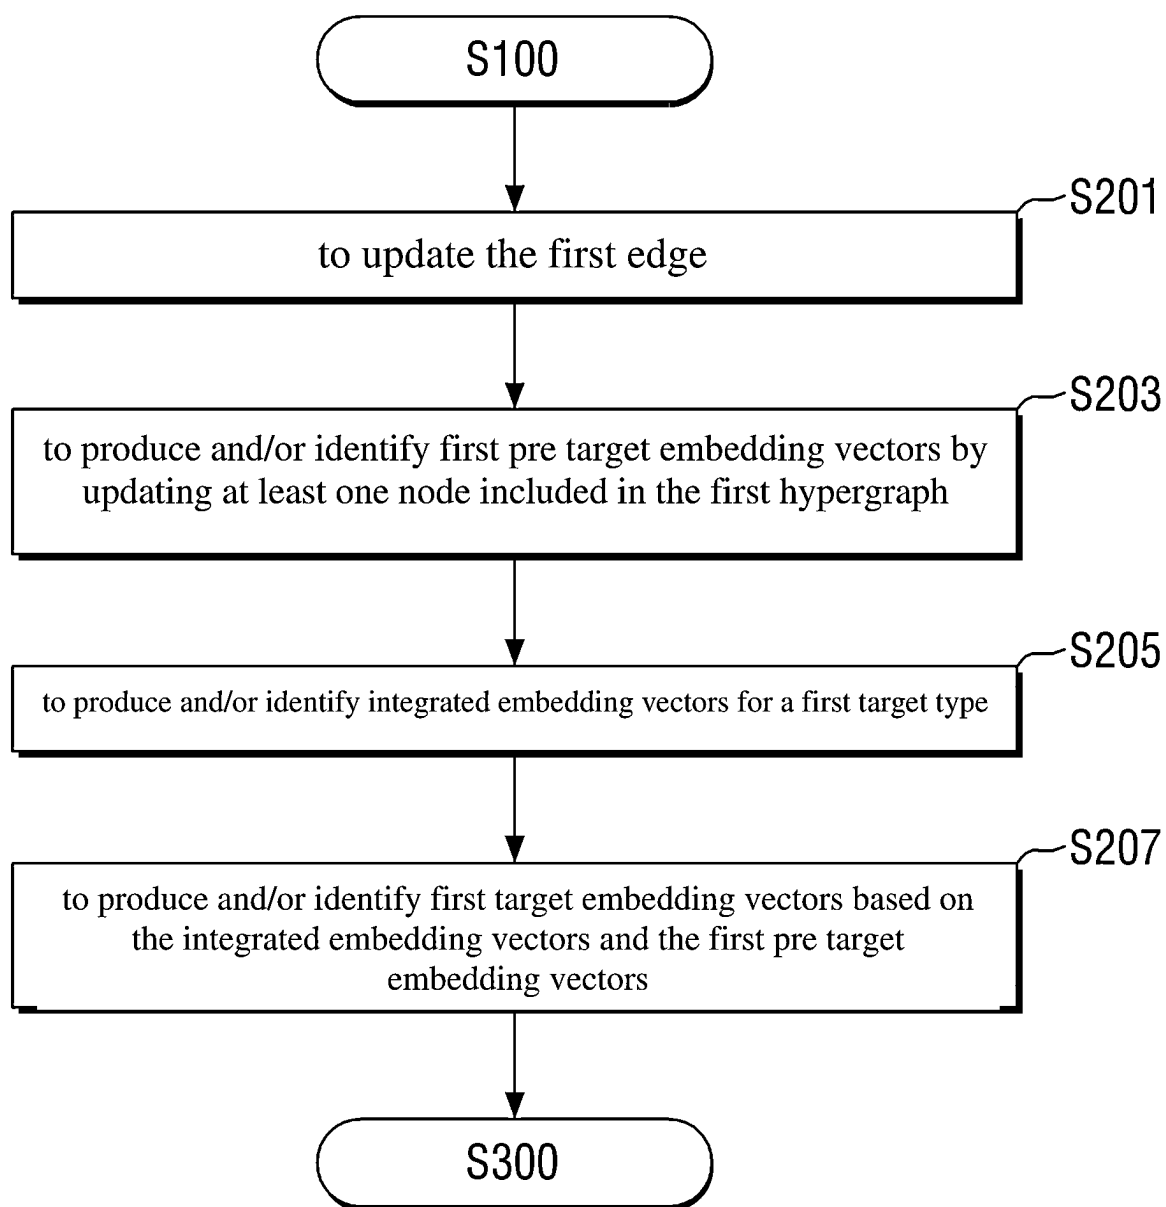 S100
S201
to update the first edge
S203
to produce and/or identify first pre target embedding vectors by
updating at least one node included in the first hypergraph
S205
to produce and/or identify integrated embedding vectors for a first target type
S207
to produce and/or identify first target embedding vectors based on
the integrated embedding vectors and the first pre target
embedding vectors
S300